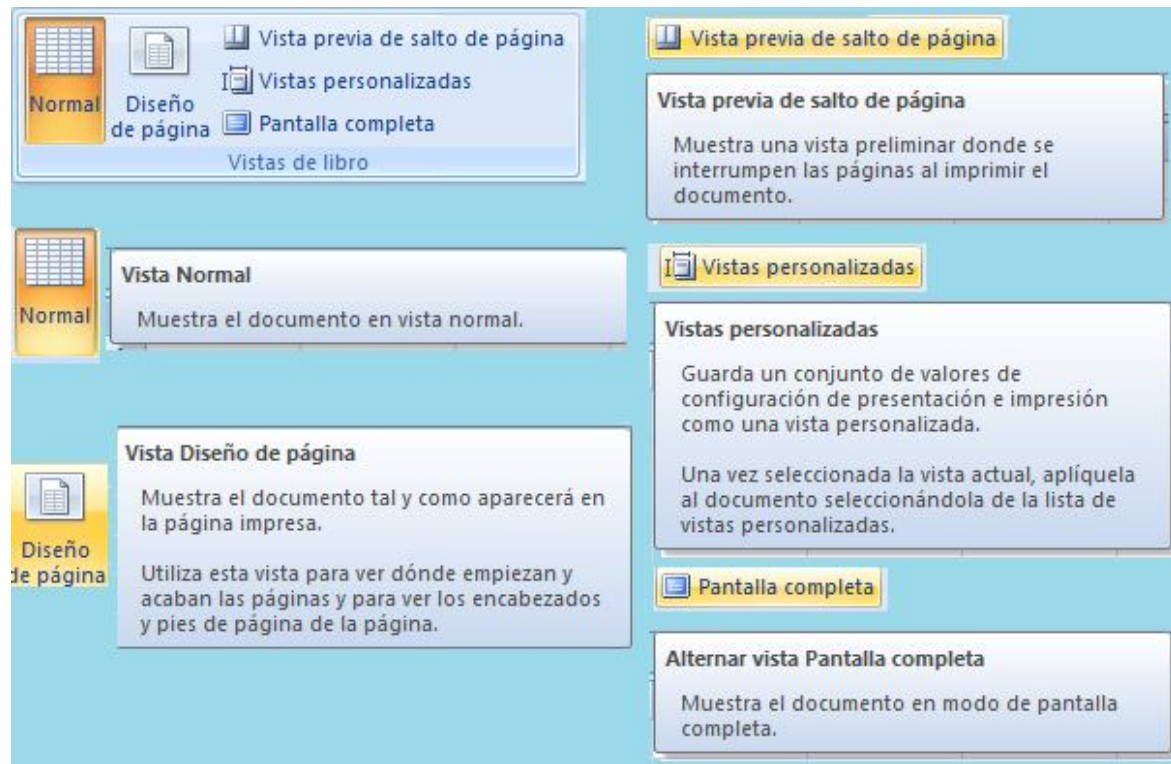 Normal
Diseño
de página
Vista previa de salto de página
Vistas personalizadas
Pantalla completa
Vistas de libro
Normal
Vista Normal
Muestra el documento en vista normal.
Diseño
de página
Vista Diseño de página
Muestra el documento tal y como aparecerá en
la página impresa.
Utiliza esta vista para ver dónde empiezan y
acaban las páginas y para ver los encabezados
y pies de página de la página.
Vista previa de salto de página
Vista previa de salto de página
Muestra una vista preliminar donde se
interrumpen las páginas al imprimir el
documento.
Vistas personalizadas
Vistas personalizadas
Guarda un conjunto de valores de
configuración de presentación e impresión
como una vista personalizada.
Una vez seleccionada la vista actual, aplíquela
al documento seleccionándola de la lista de
vistas personalizadas.
Pantalla completa
Alternar vista Pantalla completa
Muestra el documento en modo de pantalla
completa.